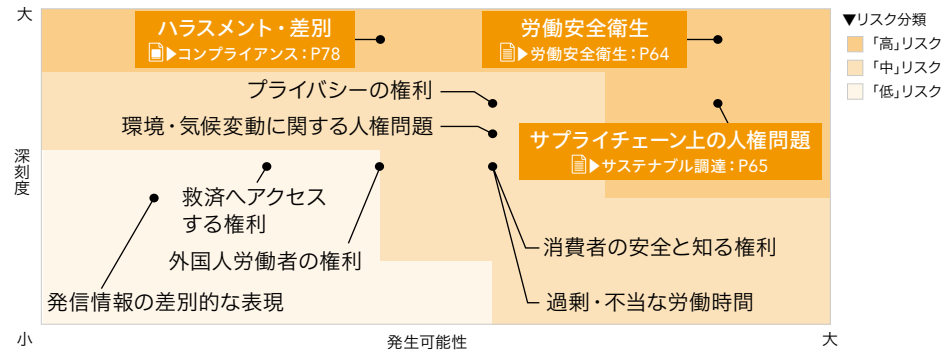 大
ハラスメント・差別
▶コンプライアンス：P78
労働安全衛生
▶労働安全衛生：P64
▼リスク分類
「高」リスク
「中」リスク
「低」リスク
プライバシーの権利
環境・気候変動に関する人権問題
サプライチェーン上の人権問題
▶サステナブル調達：P65
深刻度
救済へアクセス
する権利
外国人労働者の権利
消費者の安全と知る権利
発信情報の差別的な表現
過剰・不当な労働時間
小
発生可能性
大